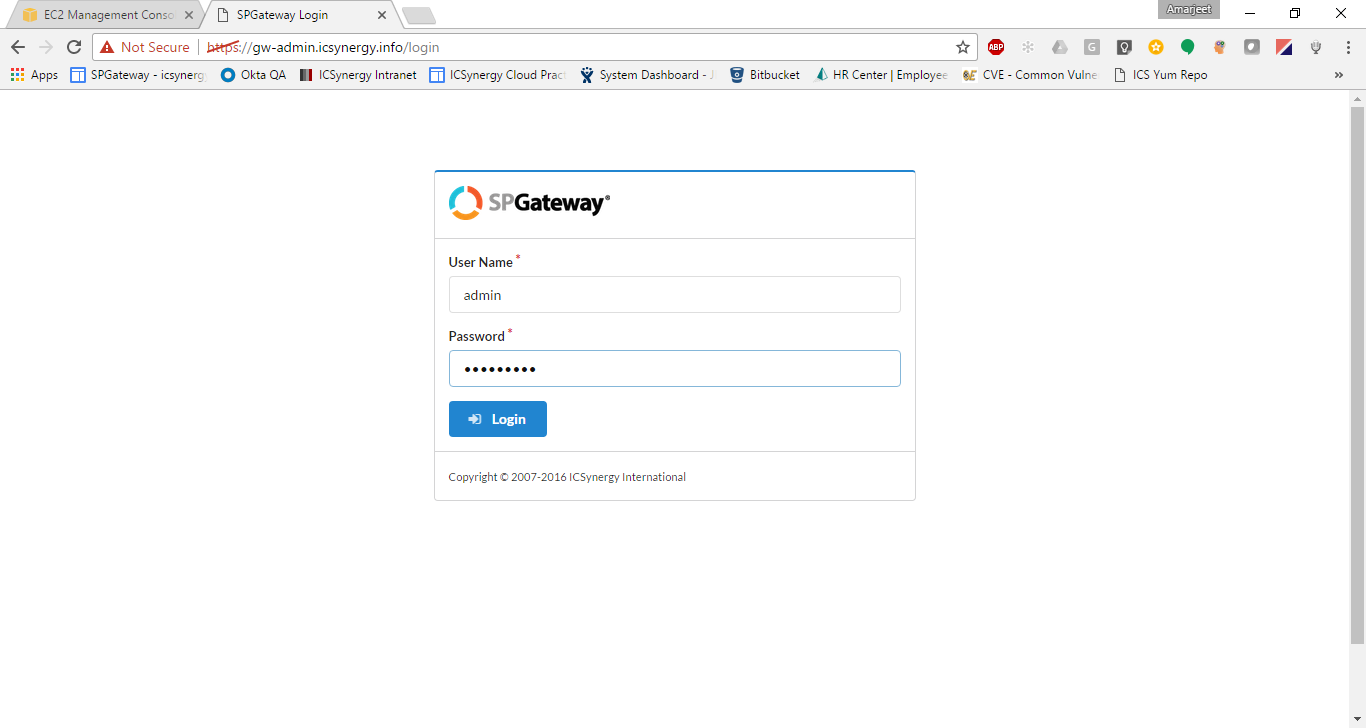 EC2 Management Conso
SPGateway Login
Amarjeet
Not Secure
https://gw-admin.icsynergy.info/login
ABP
G
Apps
SPGateway - icsynerg
Okta QA
ICSynergy Intranet
ICSynergy Cloud Pract
System Dashboard - J
Bitbucket
HR Center | Employee
CVE - Common Vulne
ICS Yum Repo
»
SPGateway®
User Name *
admin
Password *
•••••••••
Login
Copyright © 2007-2016 ICSynergy International